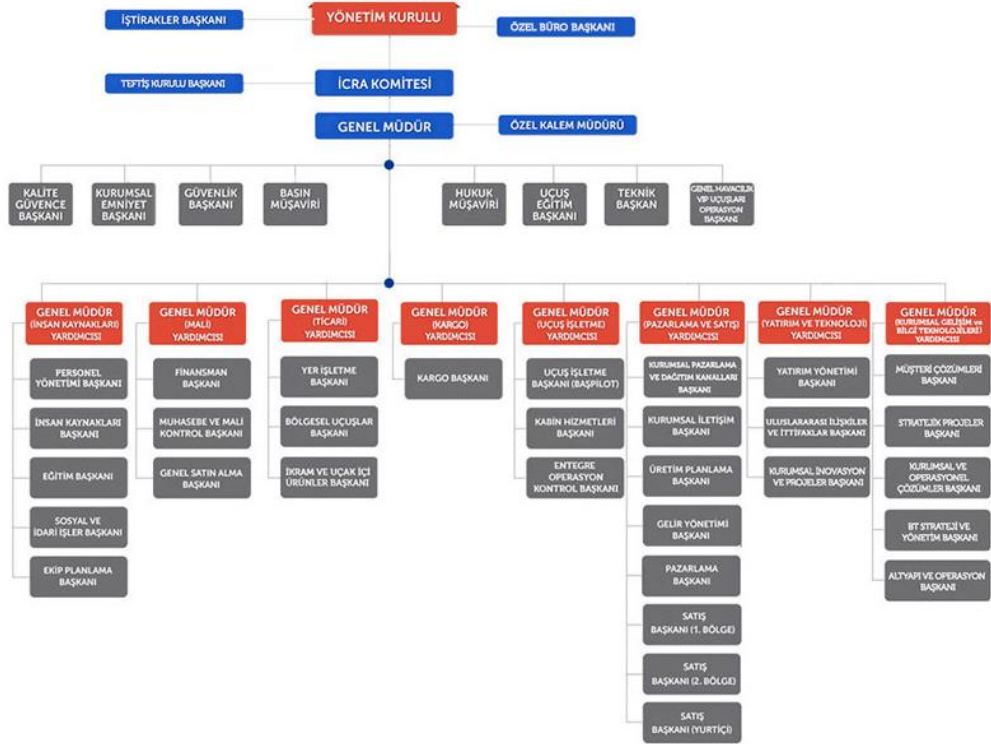 İŞTİRAKLER BAŞKANI
YÖNETİM KURULU
ÖZEL BÜRO BAŞKANI
TEFTİŞ KURULU BAŞKANI
İCRA KOMİTESİ
GENEL MÜDÜR
ÖZEL KALEM MÜDÜRÜ
KALİTE
GÜVENCE
BAŞKANI
KURUMSAL
EMNİYET
BAŞKANI
GÜVENLİK
BAŞKANI
BASIN
MÜŞAVİRİ
HUKUK
MÜŞAVİRİ
UÇUŞ
EĞİTİM
BAŞKANI
TEKNİK
BAŞKAN
GENEL HAVACILIK
VIP UÇUŞLARI
OPERASYON
BAŞKANI
GENEL MÜDÜR
(İNSAN KAYNAKLARI)
YARDIMCISI
PERSONEL
YÖNETİMİ BAŞKANI
İNSAN KAYNAKLARI
BAŞKANI
EĞİTİM BAŞKANI
SOSYAL VE
İDARİ İŞLER BAŞKANI
EKİP PLANLAMA
BAŞKANI
GENEL MÜDÜR
(MALİ)
YARDIMCISI
FİNANSMAN
BAŞKANI
MUHASEBE VE MALİ
KONTROL BAŞKANI
GENEL SATIN ALMA
BAŞKANI
GENEL MÜDÜR
(TİCARİ)
YARDIMCISI
YER İŞLETME
BAŞKANI
BÖLGESEL UÇUŞLAR
BAŞKANI
İKRAM VE UÇAK İÇİ
ÜRÜNLER BAŞKANI
GENEL MÜDÜR
(KARGO)
YARDIMCISI
KARGO BAŞKANI
GENEL MÜDÜR
(UÇUŞ İŞLETME)
YARDIMCISI
UÇUŞ İŞLETME
BAŞKANI (BAŞPİLOT)
KABİN HİZMETLERİ
BAŞKANI
ENTEGRE
OPERASYON
KONTROL BAŞKANI
GENEL MÜDÜR
(PAZARLAMA VE SATIŞ)
YARDIMCISI
KURUMSAL PAZARLAMA
VE DAĞITIM KANALLARI
BAŞKANI
KURUMSAL İLETİŞİM
BAŞKANI
ÜRETİM PLANLAMA
BAŞKANI
GELİR YÖNETİMİ
BAŞKANI
PAZARLAMA
BAŞKANI
SATIŞ
BAŞKANI (1. BÖLGE)
SATIŞ
BAŞKANI (2. BÖLGE)
SATIŞ
BAŞKANI (YURTİÇİ)
GENEL MÜDÜR
(YATIRIM VE TEKNOLOJİ)
YARDIMCISI
YATIRIM YÖNETİMİ
BAŞKANI
ULUSLARARASI İLİŞKİLER
VE İTTİFAKLAR BAŞKANI
KURUMSAL İNOVASYON
VE PROJELER BAŞKANI
GENEL MÜDÜR
(KURUMSAL GELİŞİM ve
BİLGİ TEKNOLOJİLERİ)
YARDIMCISI
MÜŞTERİ ÇÖZÜMLERİ
BAŞKANI
STRATEJİK PROJELER
BAŞKANI
KURUMSAL VE
OPERASYONEL
ÇÖZÜMLER BAŞKANI
BT STRATEJİ VE
YÖNETİM BAŞKANI
ALTYAPI VE OPERASYON
BAŞKANI